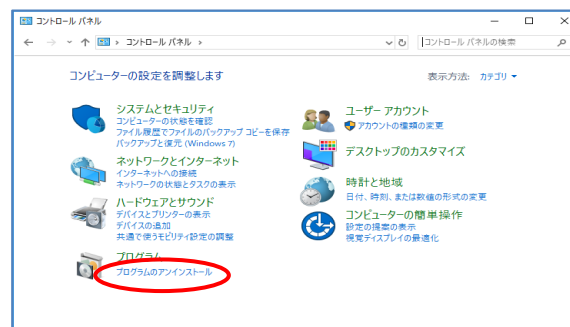 コントロール パネル
コントロール パネル
コントロール パネルの検索
コンピューターの設定を調整します
表示方法: カテゴリ
システムとセキュリティ
コンピューターの状態を確認
ファイル履歴でファイルのバックアップ コピーを保存
バックアップと復元 (Windows 7)
ネットワークとインターネット
インターネットへの接続
ネットワークの状態とタスクの表示
ハードウェアとサウンド
デバイスとプリンターの表示
デバイスの追加
共通で使うモビリティ設定の調整
プログラム
プログラムのアンインストール
ユーザー アカウント
アカウントの種類の変更
デスクトップのカスタマイズ
時計と地域
日付、時刻、または数値の形式の変更
コンピューターの簡単操作
設定の提案の表示
視覚ディスプレイの最適化